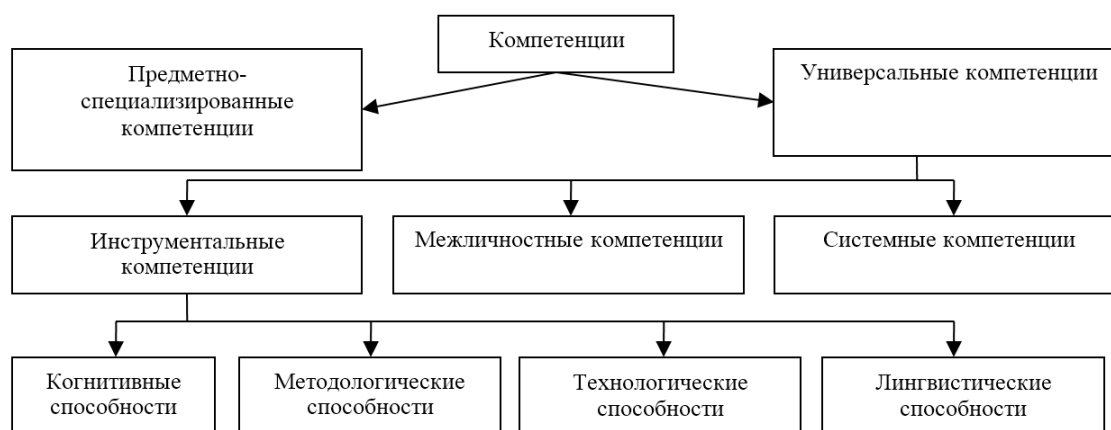 Компетенции
Предметно-
специализированные
компетенции
Универсальные компетенции
Инструментальные
компетенции
Межличностные компетенции
Системные компетенции
Когнитивные
способности
Методологические
способности
Технологические
способности
Лингвистические
способности